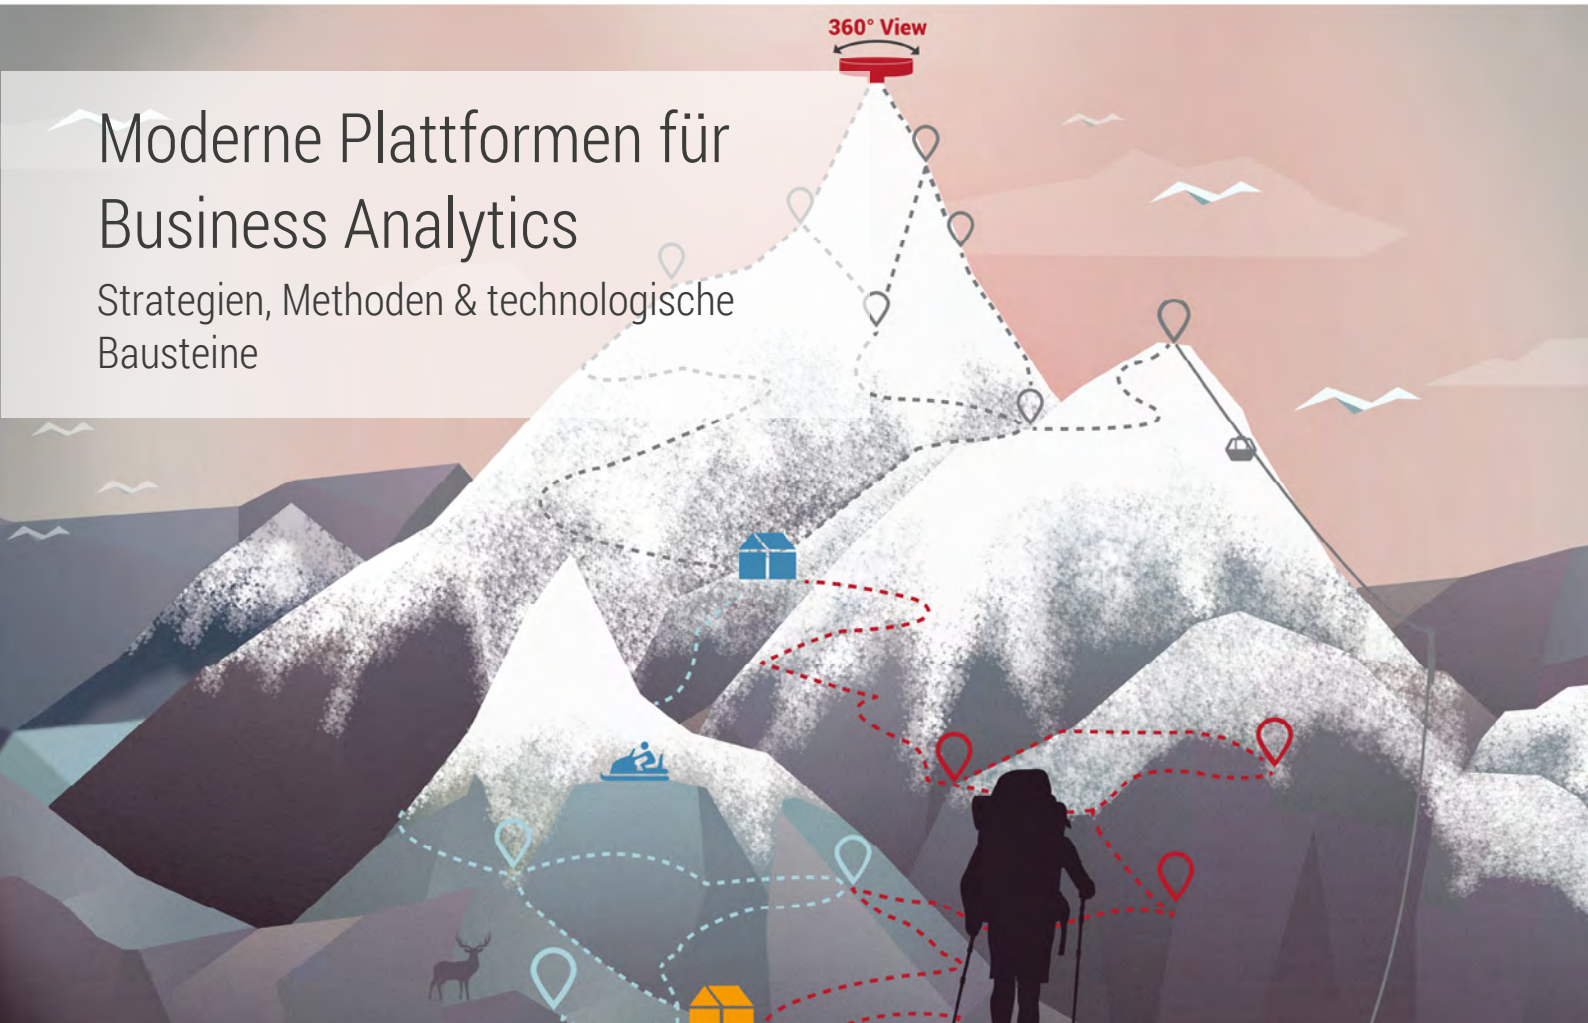 360° View
Moderne Plattformen für
Business Analytics
Strategien, Methoden & technologische
Bausteine